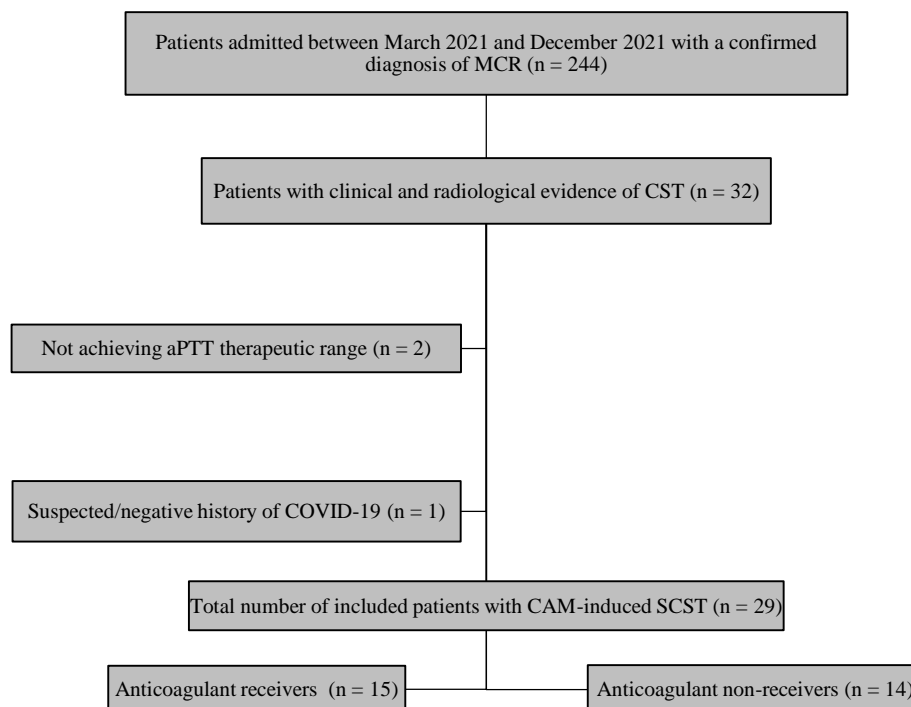 Patients admitted between March 2021 and December 2021 with a confirmed
diagnosis of MCR (n = 244)
Patients with clinical and radiological evidence of CST (n = 32)
Not achieving aPTT therapeutic range (n = 2)
Suspected/negative history of COVID-19 (n = 1)
Total number of included patients with CAM-induced SCST (n = 29)
Anticoagulant receivers (n = 15)
Anticoagulant non-receivers (n = 14)